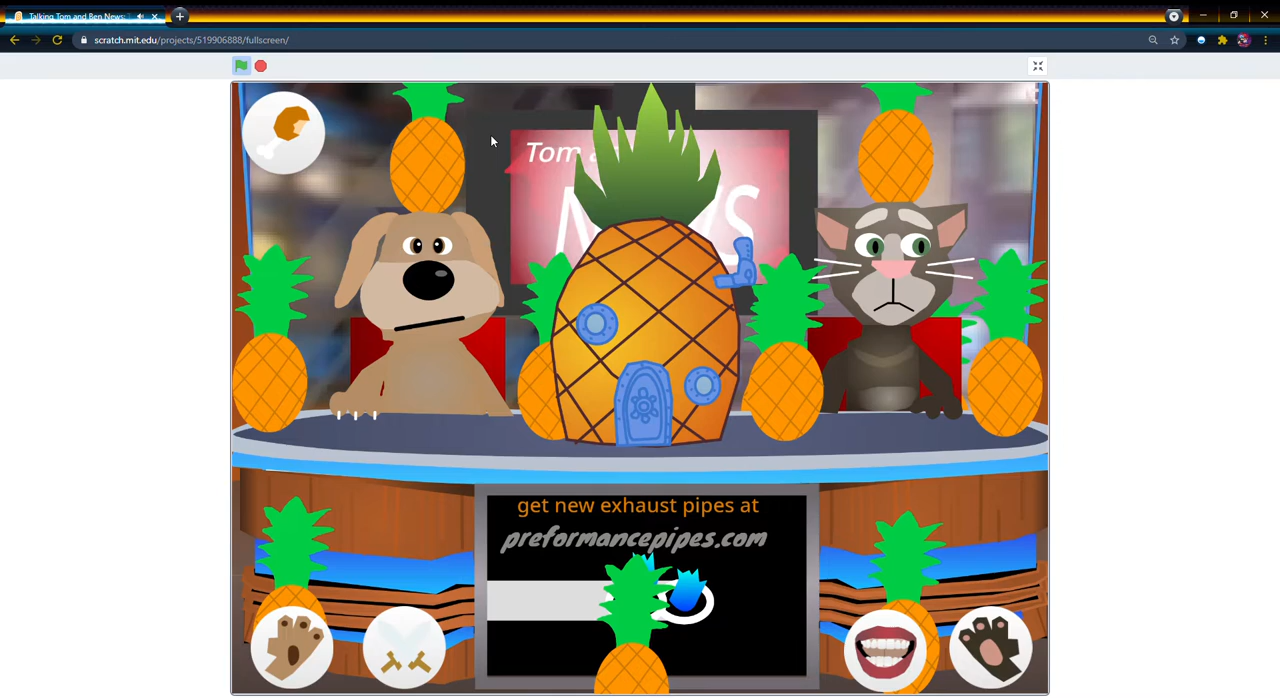 Talking Tom and Ben News:
scratch.mit.edu/projects/519906888/fullscreen/
Tom a
N WS
get new exhaust pipes at
preformancepipes.com